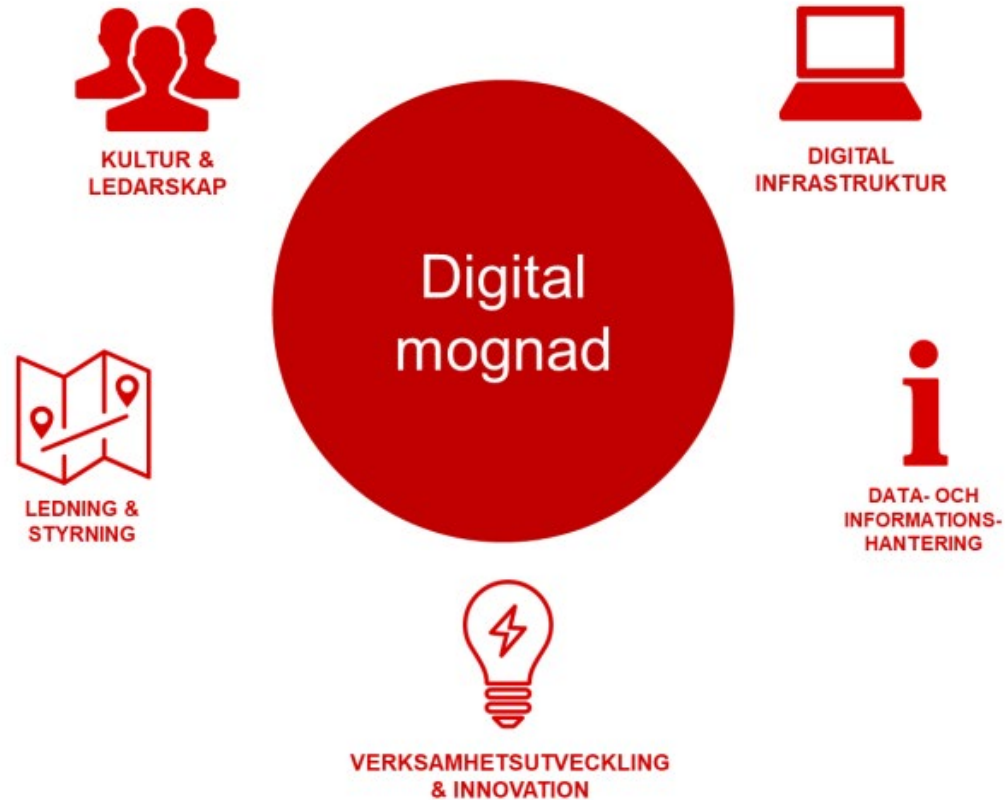 KULTUR &
LEDARSKAP
DIGITAL
INFRASTRUKTUR
Digital
mognad
LEDNING &
STYRNING
DATA- OCH
INFORMATIONS-
HANTERING
VERKSAMHETSUTVECKLING
& INNOVATION